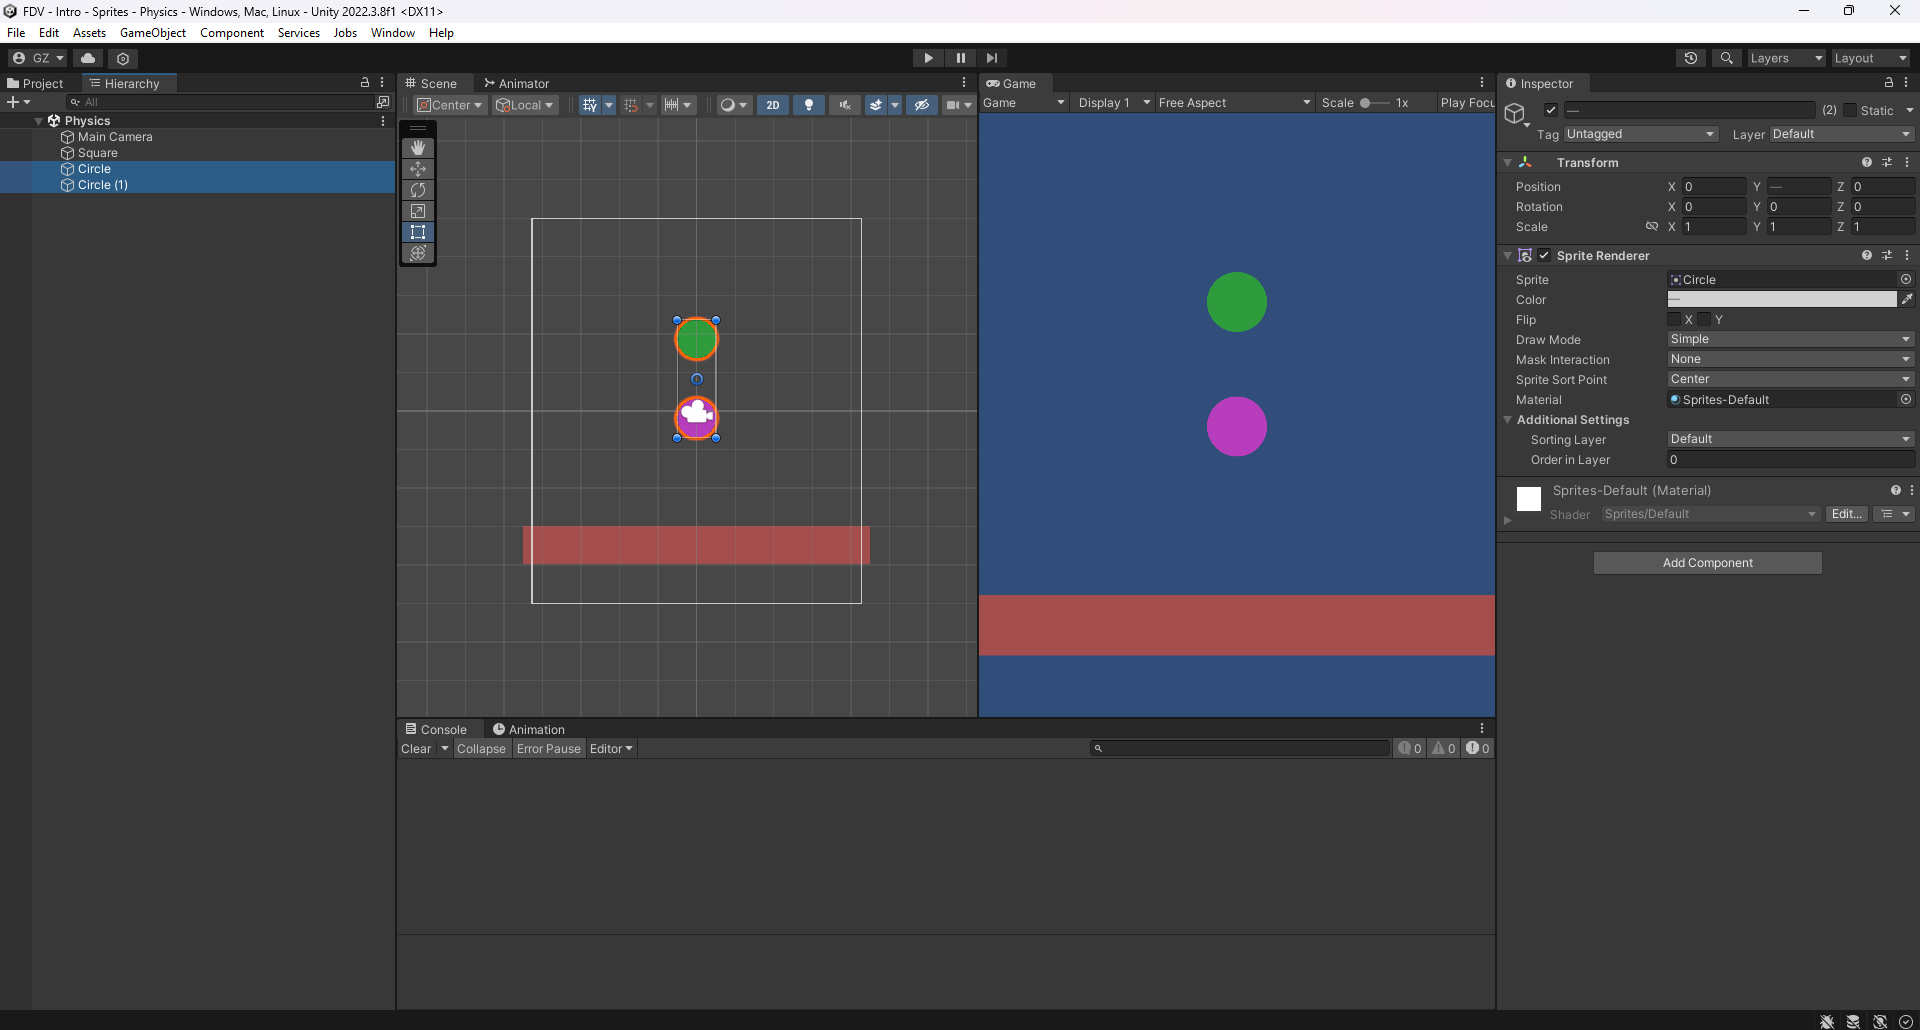 FDV - Intro - Sprites - Physics - Windows, Mac, Linux - Unity 2022.3.8f1 <DX11>
File Edit Assets GameObject Component Services Jobs Window Help
GZ
Layers
Layout
Project
Hierarchy
All
Physics
Main Camera
Square
Circle
Circle (1)
Scene
Animator
Center
Local
2D
Game
Game
Display 1
Free Aspect
Scale
1x
Play Focu
Console
Animation
Clear
Collapse
Error Pause
Editor
0
0
0
Inspector
—
(2)
Static
Tag Untagged
Layer Default
Transform
Position X 0 Y — Z 0
Rotation X 0 Y 0 Z 0
Scale X 1 Y 1 Z 1
Sprite Renderer
Sprite Circle
Color —
Flip X Y
Draw Mode Simple
Mask Interaction None
Sprite Sort Point Center
Material Sprites-Default
Additional Settings
Sorting Layer Default
Order in Layer 0
Sprites-Default (Material)
Shader Sprites/Default Edit...
Add Component